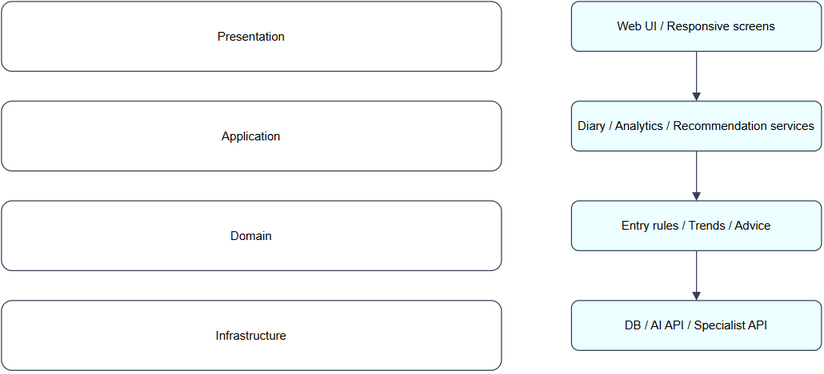 Presentation
Web UI / Responsive screens
Application
Diary / Analytics / Recommendation services
Domain
Entry rules / Trends / Advice
Infrastructure
DB / AI API / Specialist API